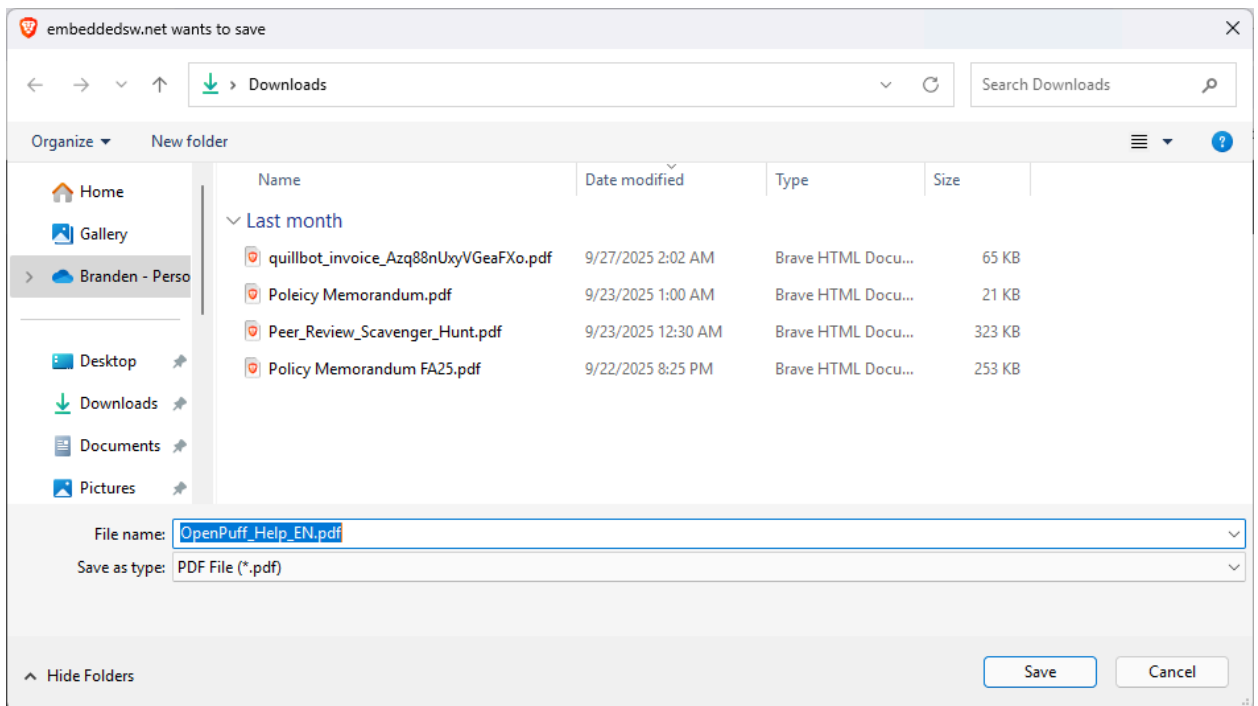 embeddedsw.net wants to save
Downloads
Search Downloads
Organize
New folder
Home
Gallery
Branden - Perso
Desktop
Downloads
Documents
Pictures
Name Date modified Type Size
Last month
quillbot_invoice_Azq88nUxyVGeaFXo.pdf 9/27/2025 2:02 AM Brave HTML Docu... 65 KB
Poleicy Memorandum.pdf 9/23/2025 1:00 AM Brave HTML Docu... 21 KB
Peer_Review_Scavenger_Hunt.pdf 9/23/2025 12:30 AM Brave HTML Docu... 323 KB
Policy Memorandum FA25.pdf 9/22/2025 8:25 PM Brave HTML Docu... 253 KB
File name: OpenPuff_Help_EN.pdf
Save as type: PDF File (*.pdf)
Hide Folders
Save
Cancel